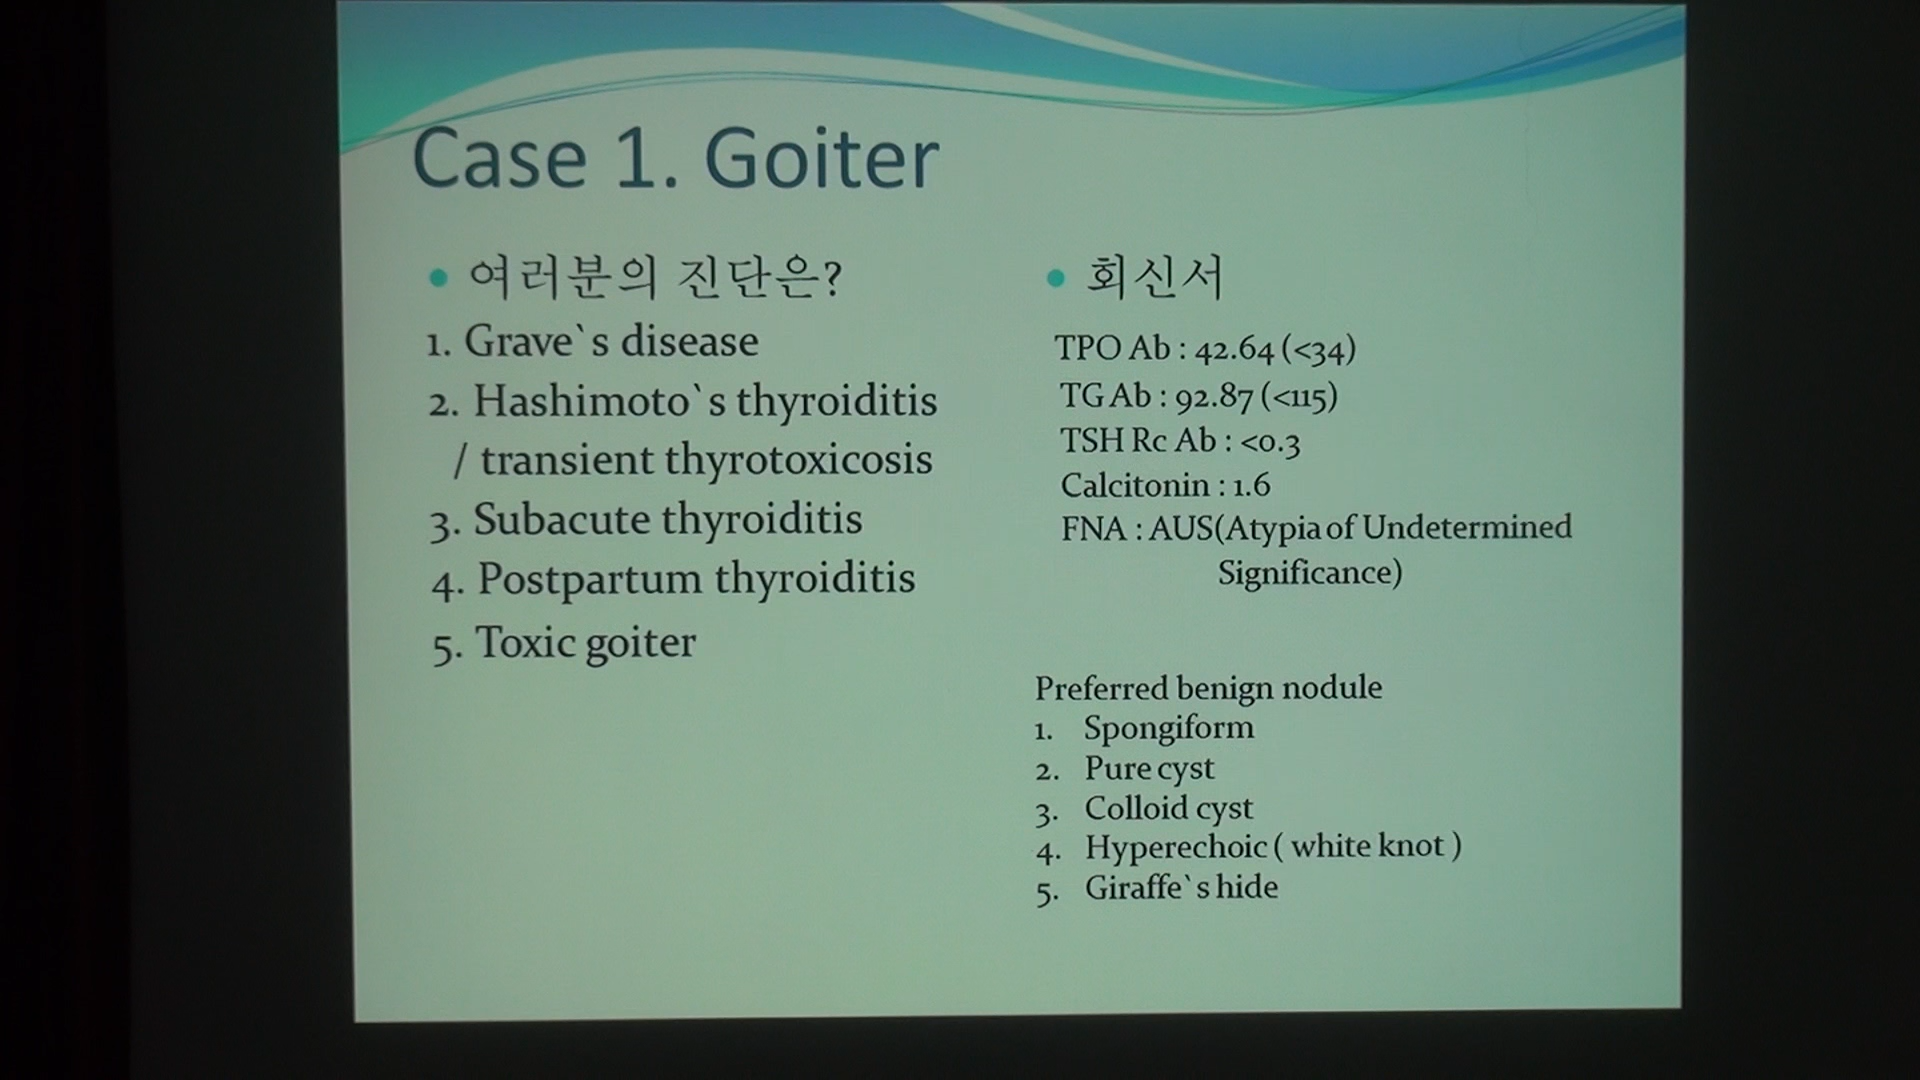 Case 1. Goiter
• 여러분의 진단은?
1. Grave`s disease
2. Hashimoto`s thyroiditis
/ transient thyrotoxicosis
3. Subacute thyroiditis
4. Postpartum thyroiditis
5. Toxic goiter
• 회신서
TPO Ab : 42.64 (<34)
TG Ab : 92.87 (<115)
TSH Rc Ab : <0.3
Calcitonin : 1.6
FNA : AUS(Atypia of Undetermined
Significance)
Preferred benign nodule
1. Spongiform
2. Pure cyst
3. Colloid cyst
4. Hyperechoic ( white knot )
5. Giraffe`s hide